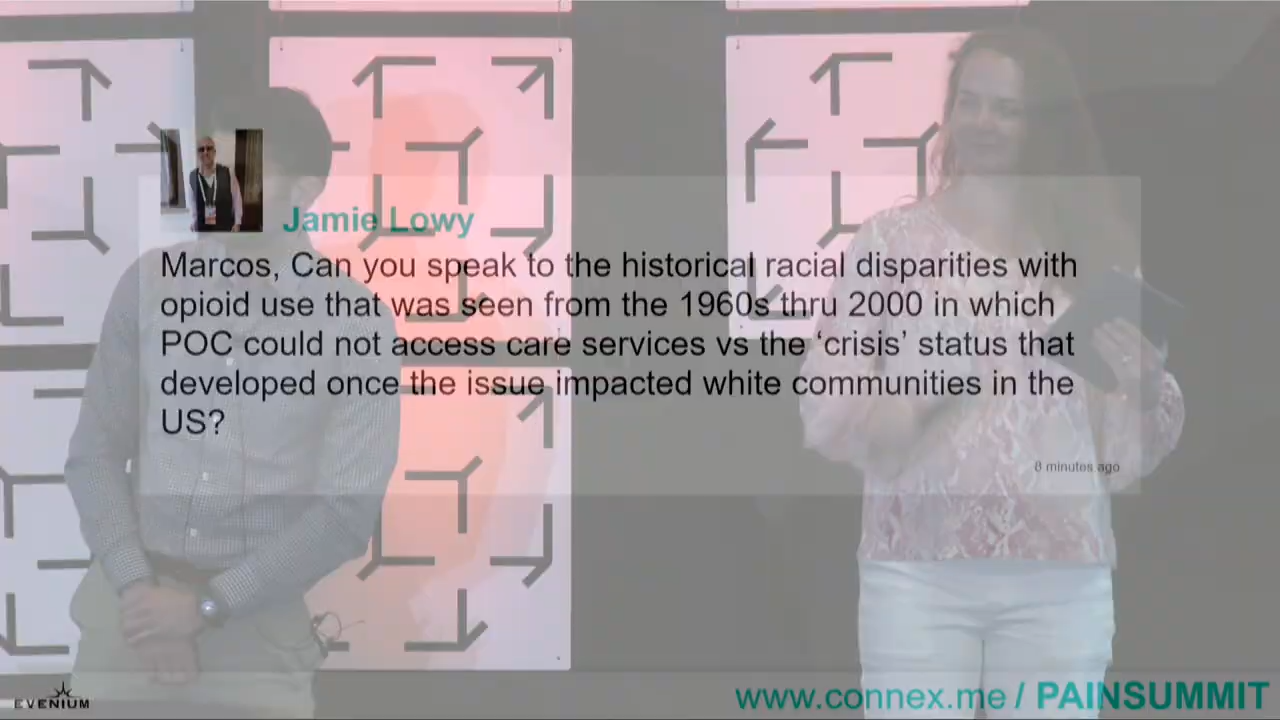 Jamie Lowy
Marcos, Can you speak to the historical racial disparities with
opioid use that was seen from the 1960s thru 2000 in which
POC could not access care services vs the ‘crisis’ status that
developed once the issue impacted white communities in the
US?
8 minutes ago
EVENIUM
www.connex.me / PAINSUMMIT